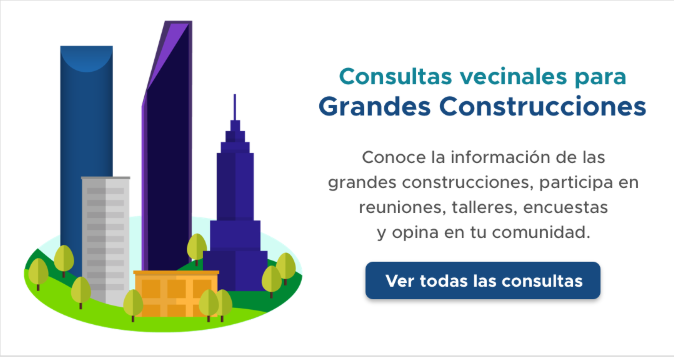 Consultas vecinales para
Grandes Construcciones
Conoce la información de las
grandes construcciones, participa en
reuniones, talleres, encuestas
y opina en tu comunidad.
Ver todas las consultas